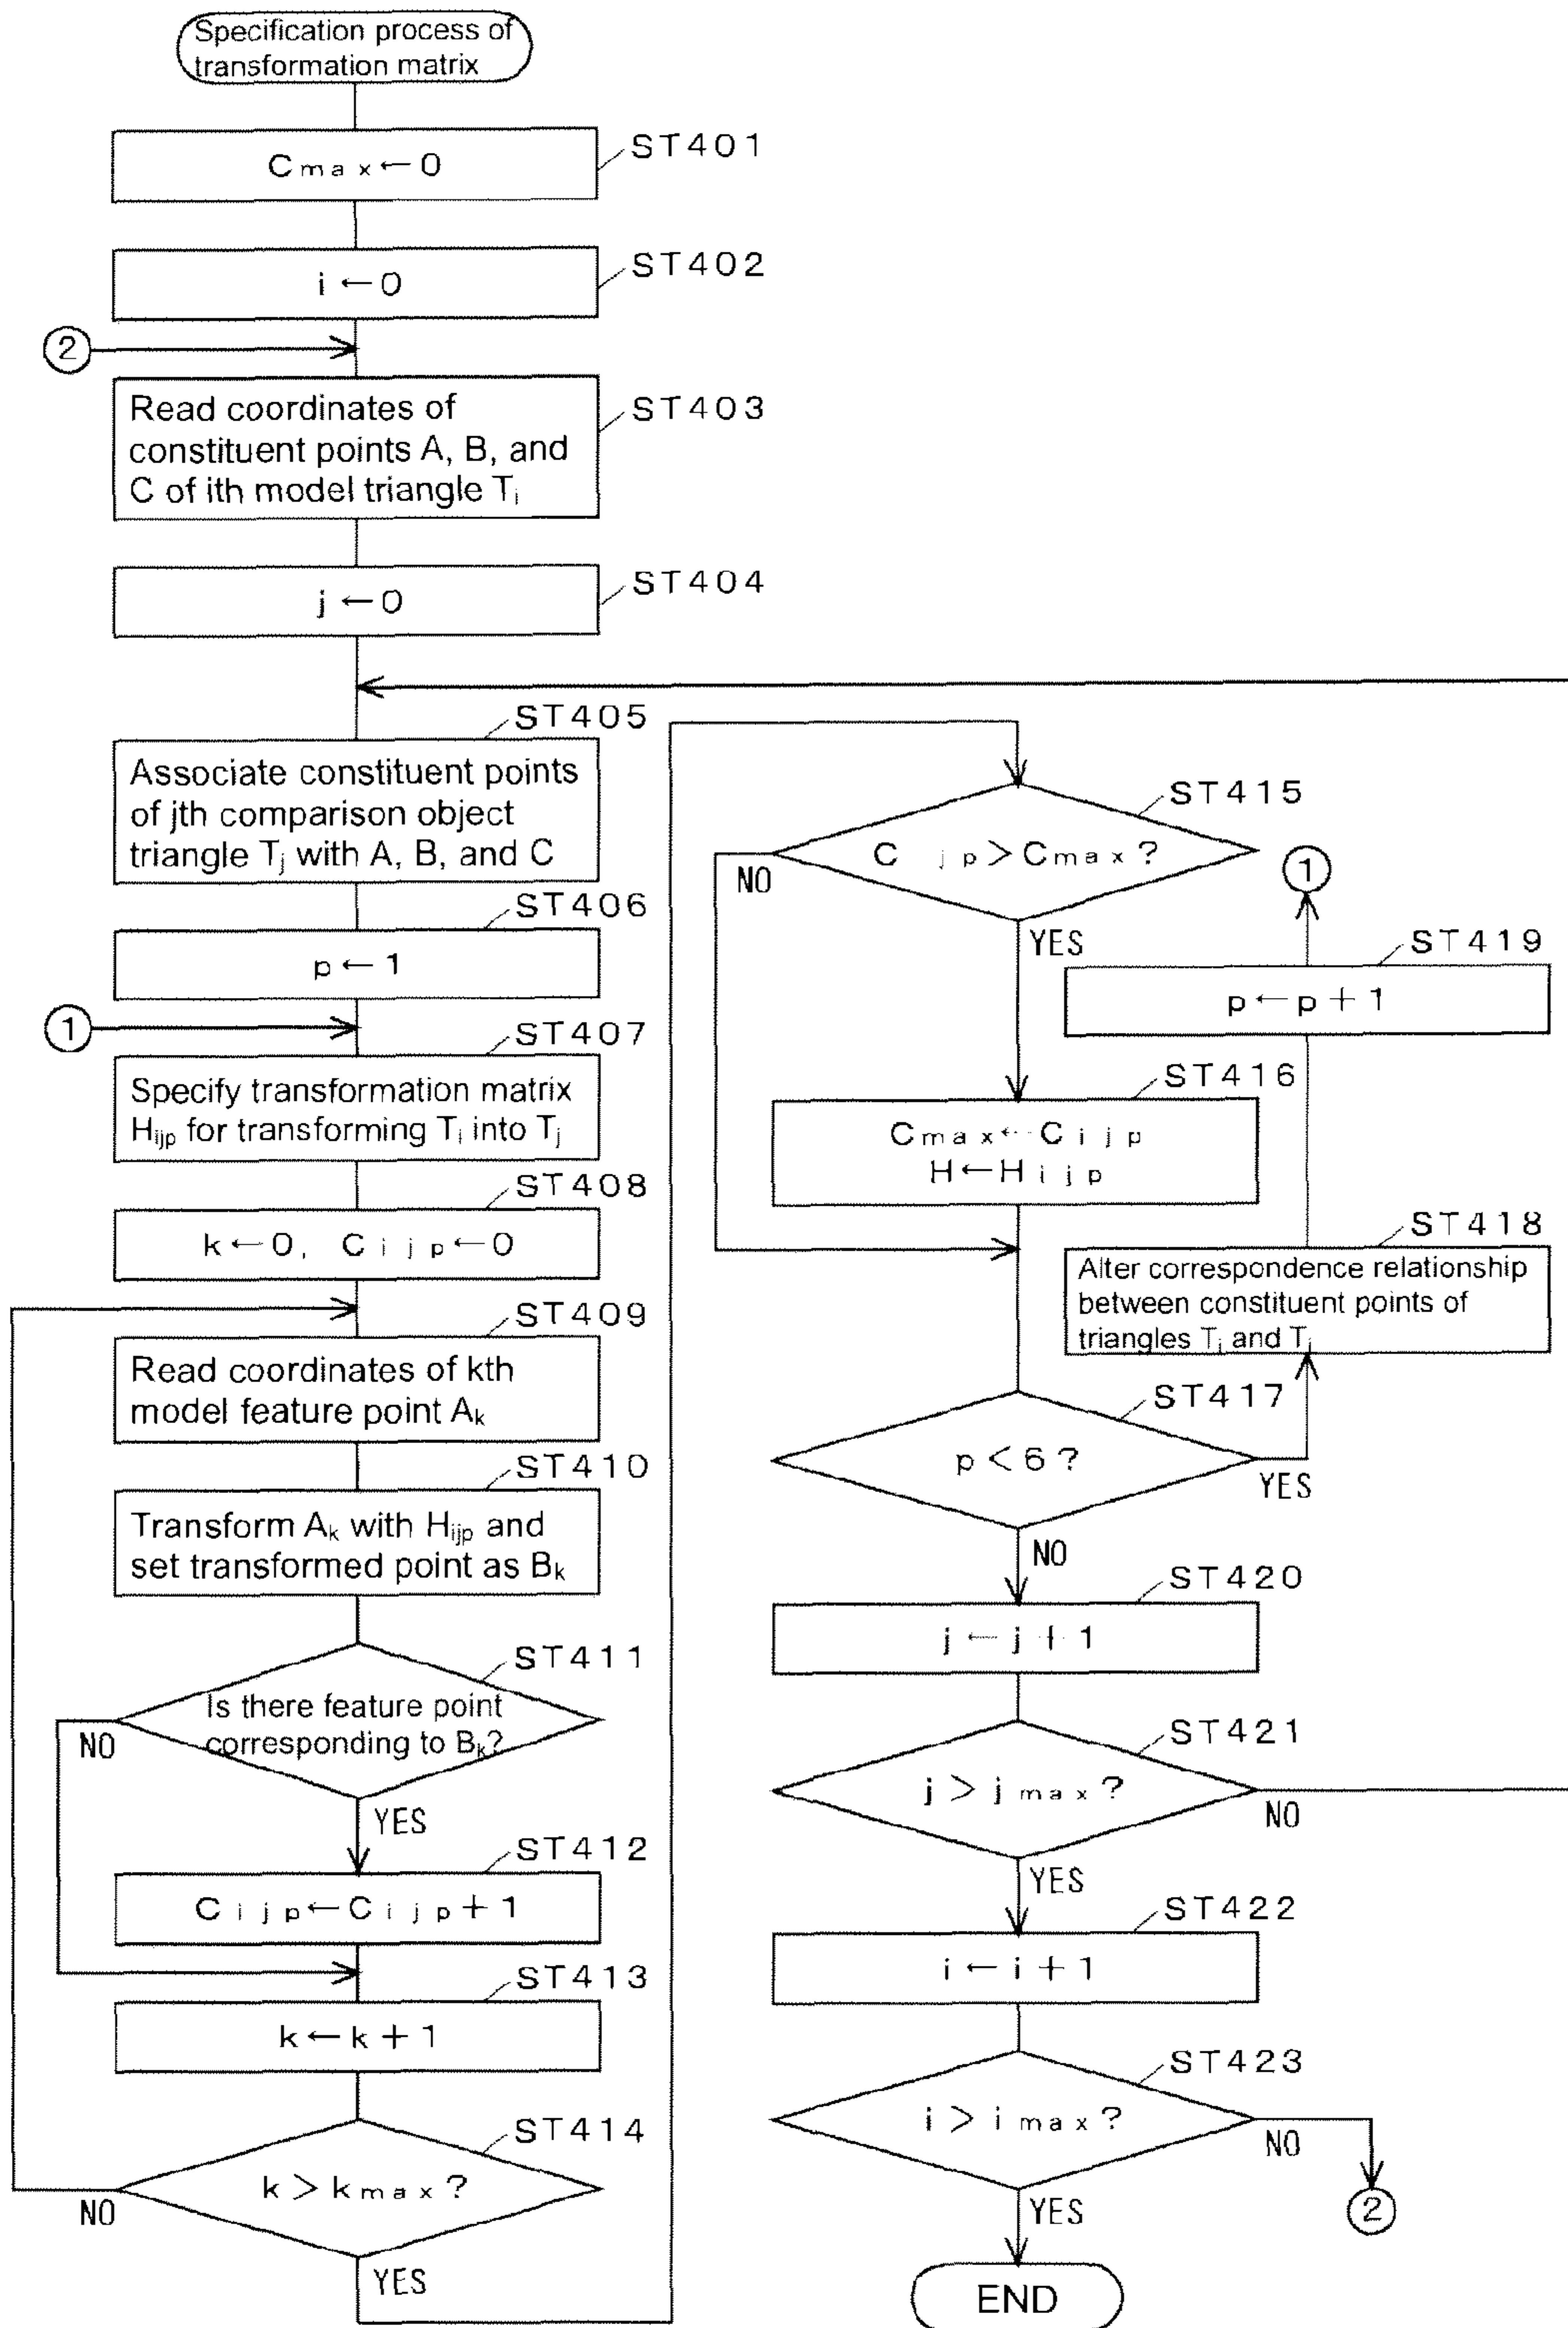 Specification process of
transformation matrix
ST401
Cmax←0
ST402
i←0
2
ST403
Read coordinates of
constituent points A, B, and
C of ith model triangle Ti
ST404
j←0
ST405
Associate constituent points
of jth comparison object
triangle Tj with A, B, and C
ST406
p←1
1
ST407
Specify transformation matrix
Hijp for transforming Ti into Tj
ST408
k←0, Cijp←0
ST409
Read coordinates of kth
model feature point Ak
ST410
Transform Ak with Hijp and
set transformed point as Bk
ST411
Is there feature point
corresponding to Bk?
NO
YES
ST412
Cijp←Cijp+1
ST413
k←k+1
ST414
k>kmax?
NO
YES
ST415
C jp>Cmax?
NO
YES
1
ST419
p←p+1
ST416
Cmax←Cijp
H←Hijp
ST418
Alter correspondence relationship
between constituent points of
triangles Ti and Tj
ST417
p<6?
YES
NO
ST420
j←j+1
ST421
j>jmax?
NO
YES
ST422
i←i+1
ST423
i>imax?
NO
YES
2
END